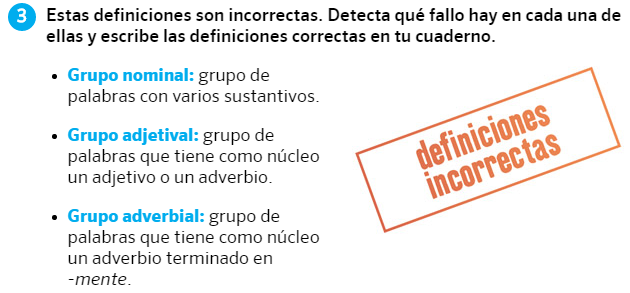 3 Estas definiciones son incorrectas. Detecta qué fallo hay en cada una de
ellas y escribe las definiciones correctas en tu cuaderno.
• Grupo nominal: grupo de
palabras con varios sustantivos.
• Grupo adjetival: grupo de
palabras que tiene como núcleo
un adjetivo o un adverbio.
• Grupo adverbial: grupo de
palabras que tiene como núcleo
un adverbio terminado en
-mente.
definiciones
incorrectas